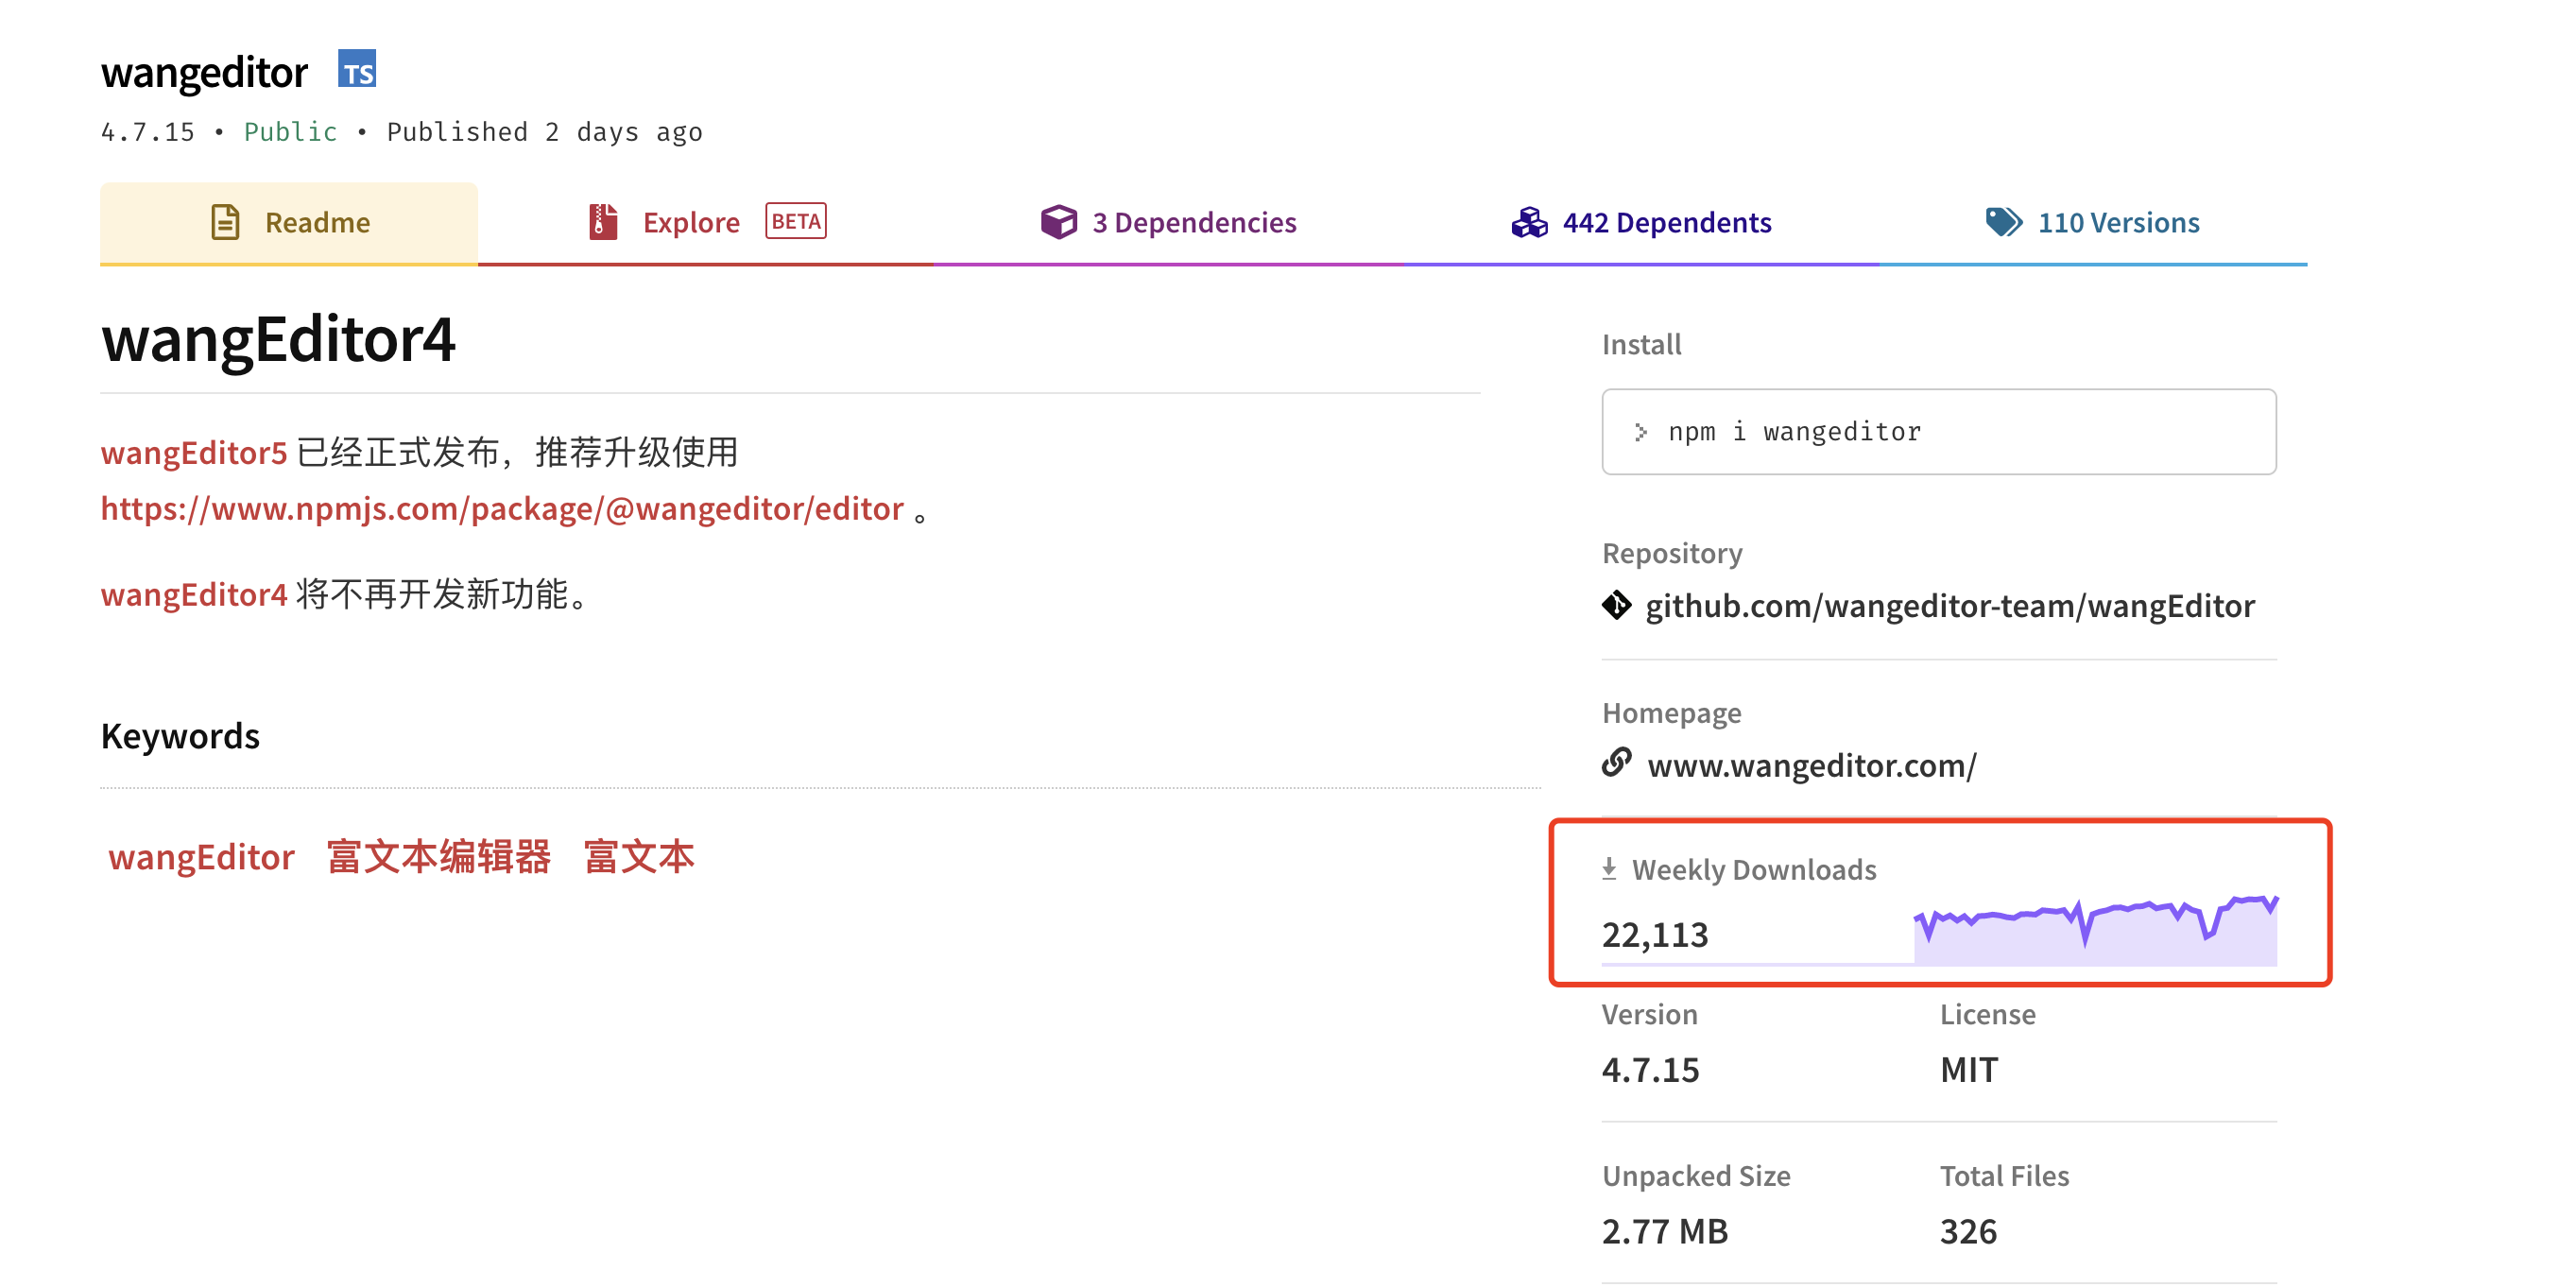 wangeditor TS
4.7.15 • Public • Published 2 days ago
Readme
Explore BETA
3 Dependencies
442 Dependents
110 Versions
wangEditor4
wangEditor5 已经正式发布，推荐升级使用
https://www.npmjs.com/package/@wangeditor/editor 。
wangEditor4 将不再开发新功能。
Keywords
wangEditor 富文本编辑器 富文本
Install
> npm i wangeditor
Repository
github.com/wangeditor-team/wangEditor
Homepage
www.wangeditor.com/
Weekly Downloads
22,113
Version
4.7.15
License
MIT
Unpacked Size
2.77 MB
Total Files
326